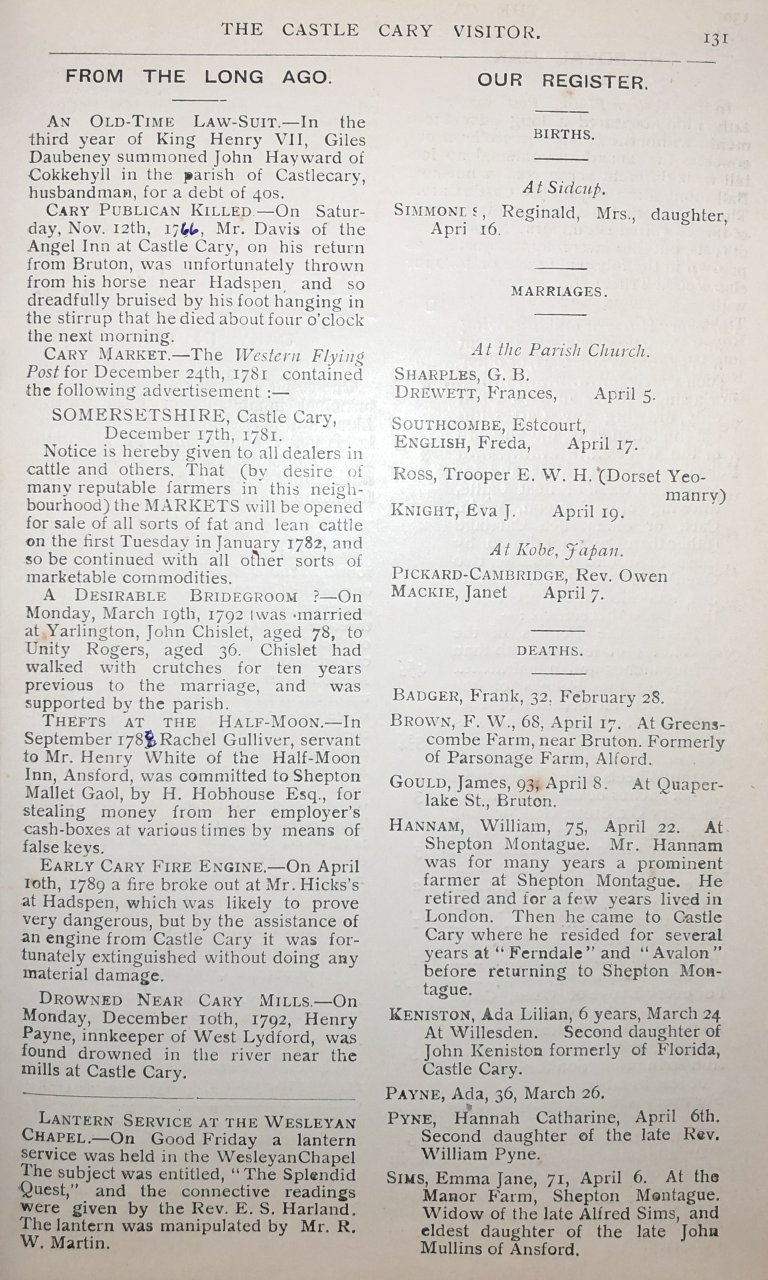 THE CASTLE CARY VISITOR.
131
FROM THE LONG AGO.
AN OLD-TIME LAW-SUIT.—In the
third year of King Henry VII, Giles
Daubeney summoned John Hayward of
Cokkehyll in the parish of Castlecary,
husbandman, for a debt of 40s.
CARY PUBLICAN KILLED.—On Satur-
day, Nov. 12th, 1766, Mr. Davis of the
Angel Inn at Castle Cary, on his return
from Bruton, was unfortunately thrown
from his horse near Hadspen, and so
dreadfully bruised by his foot hanging in
the stirrup that he died about four o'clock
the next morning.
CARY MARKET.—The Western Flying
Post for December 24th, 1781 contained
the following advertisement :—
SOMERSETSHIRE, Castle Cary,
December 17th, 1781.
Notice is hereby given to all dealers in
cattle and others. That (by desire of
many reputable farmers in this neigh-
bourhood) the MARKETS will be opened
for sale of all sorts of fat and lean cattle
on the first Tuesday in January 1782, and
so be continued with all other sorts of
marketable commodities.
A DESIRABLE BRIDEGROOM ?—On
Monday, March 19th, 1792 was married
at Yarlington, John Chislet, aged 78, to
Unity Rogers, aged 36. Chislet had
walked with crutches for ten years
previous to the marriage, and was
supported by the parish.
THEFTS AT THE HALF-MOON.—In
September Rachel Gulliver, servant
to Mr. Henry White of the Half-Moon
Inn, Ansford, was committed to Shepton
Mallet Gaol, by H. Hobhouse Esq., for
stealing money from her employer's
cash-boxes at various times by means of
false keys.
EARLY CARY FIRE ENGINE.—On April
10th, 1789 a fire broke out at Mr. Hicks's
at Hadspen, which was likely to prove
very dangerous, but by the assistance of
an engine from Castle Cary it was for-
tunately extinguished without doing any
material damage.
DROWNED NEAR CARY MILLS.—On
Monday, December 10th, 1792, Henry
Payne, innkeeper of West Lydford, was
found drowned in the river near the
mills at Castle Cary.
LANTERN SERVICE AT THE WESLEYAN
CHAPEL.—On Good Friday a lantern
service was held in the WesleyanChapel
The subject was entitled, "The Splendid
Quest," and the connective readings
were given by the Rev. E. S. Harland.
The lantern was manipulated by Mr. R.
W. Martin.
OUR REGISTER.
BIRTHS.
At Sidcup.
SIMMONDS, Reginald, Mrs., daughter,
Apri 16.
MARRIAGES.
At the Parish Church.
SHARPLES, G. B.
DREWETT, Frances, April 5.
SOUTHCOMBE, Estcourt,
ENGLISH, Freda, April 17.
ROSS, Trooper E. W. H. (Dorset Yeo-
manry)
KNIGHT, Eva J. April 19.
At Kobe, Japan.
PICKARD-CAMBRIDGE, Rev. Owen
MACKIE, Janet April 7.
DEATHS.
BADGER, Frank, 32, February 28.
BROWN, F. W., 68, April 17. At Greens-
combe Farm, near Bruton. Formerly
of Parsonage Farm, Alford.
GOULD, James, 93, April 8. At Quaper-
lake St., Bruton.
HANNAM, William, 75, April 22. At
Shepton Montague. Mr. Hannam
was for many years a prominent
farmer at Shepton Montague. He
retired and for a few years lived in
London. Then he came to Castle
Cary where he resided for several
years at "Ferndale" and "Avalon"
before returning to Shepton Mon-
tague.
KENISTON, Ada Lilian, 6 years, March 24
At Willesden. Second daughter of
John Keniston formerly of Florida,
Castle Cary.
PAYNE, Ada, 36, March 26.
PYNE, Hannah Catharine, April 6th.
Second daughter of the late Rev.
William Pyne.
SIMS, Emma Jane, 71, April 6. At the
Manor Farm, Shepton Montague.
Widow of the late Alfred Sims, and
eldest daughter of the late John
Mullins of Ansford.